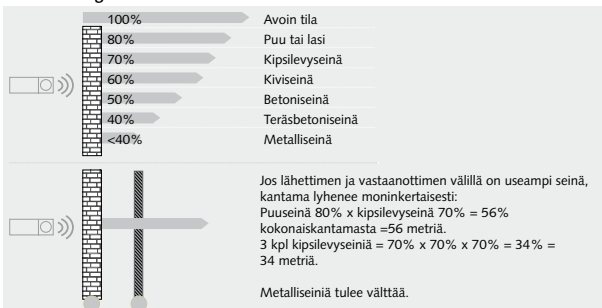 100% Avoin tila
80% Puu tai lasi
70% Kipsilevyseinä
60% Kiviseinä
50% Betoniseinä
40% Teräsbetoniseinä
<40% Metalliseinä
Jos lähettimen ja vastaanottimen välillä on useampi seinä,
kantama lyhenee moninkertaisesti:
Puuseinä 80% x kipsilevyseinä 70% = 56%
kokonaiskantamasta =56 metriä.
3 kpl kipsilevyseiniä = 70% x 70% x 70% = 34% =
34 metriä.
Metalliseiniä tulee välttää.